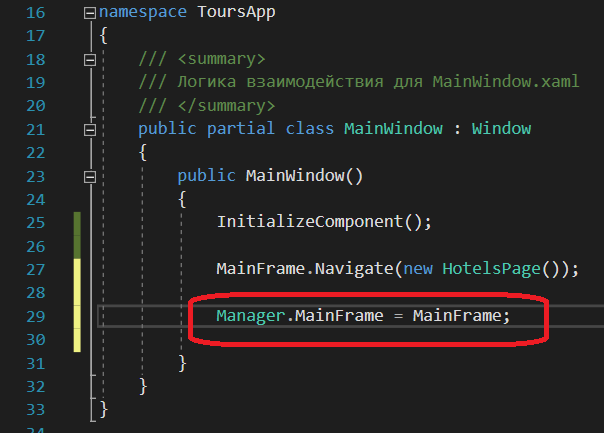 16 namespace ToursApp
17 {
18 /// <summary>
19 /// Логика взаимодействия для MainWindow.xaml
20 /// </summary>
21 public partial class MainWindow : Window
22 {
23 public MainWindow()
24 {
25 InitializeComponent();
26
27 MainFrame.Navigate(new HotelsPage());
28
29 Manager.MainFrame = MainFrame;
30
31 }
32 }
33 }